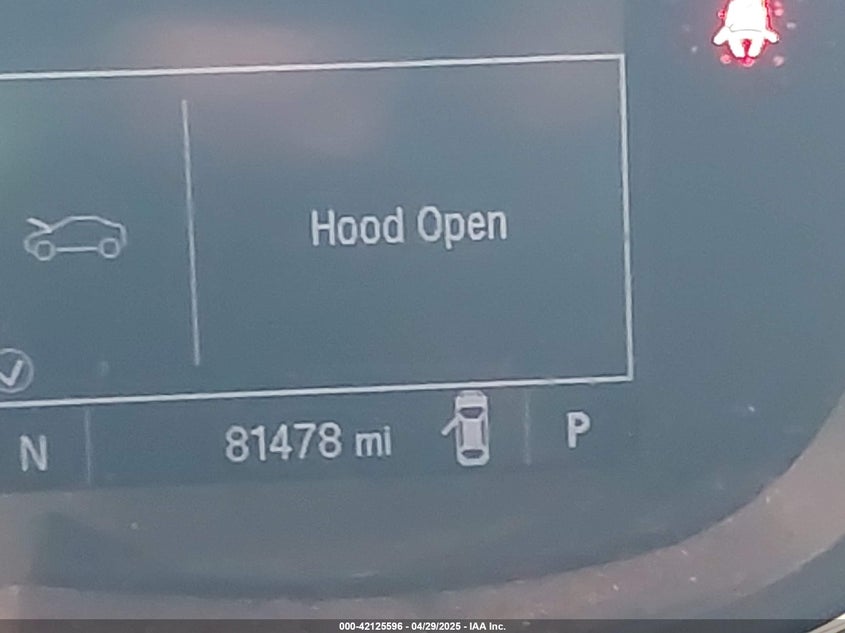 Hood Open
N
81478 mi
P
000-42125596 - 04/29/2025 - IAA Inc.